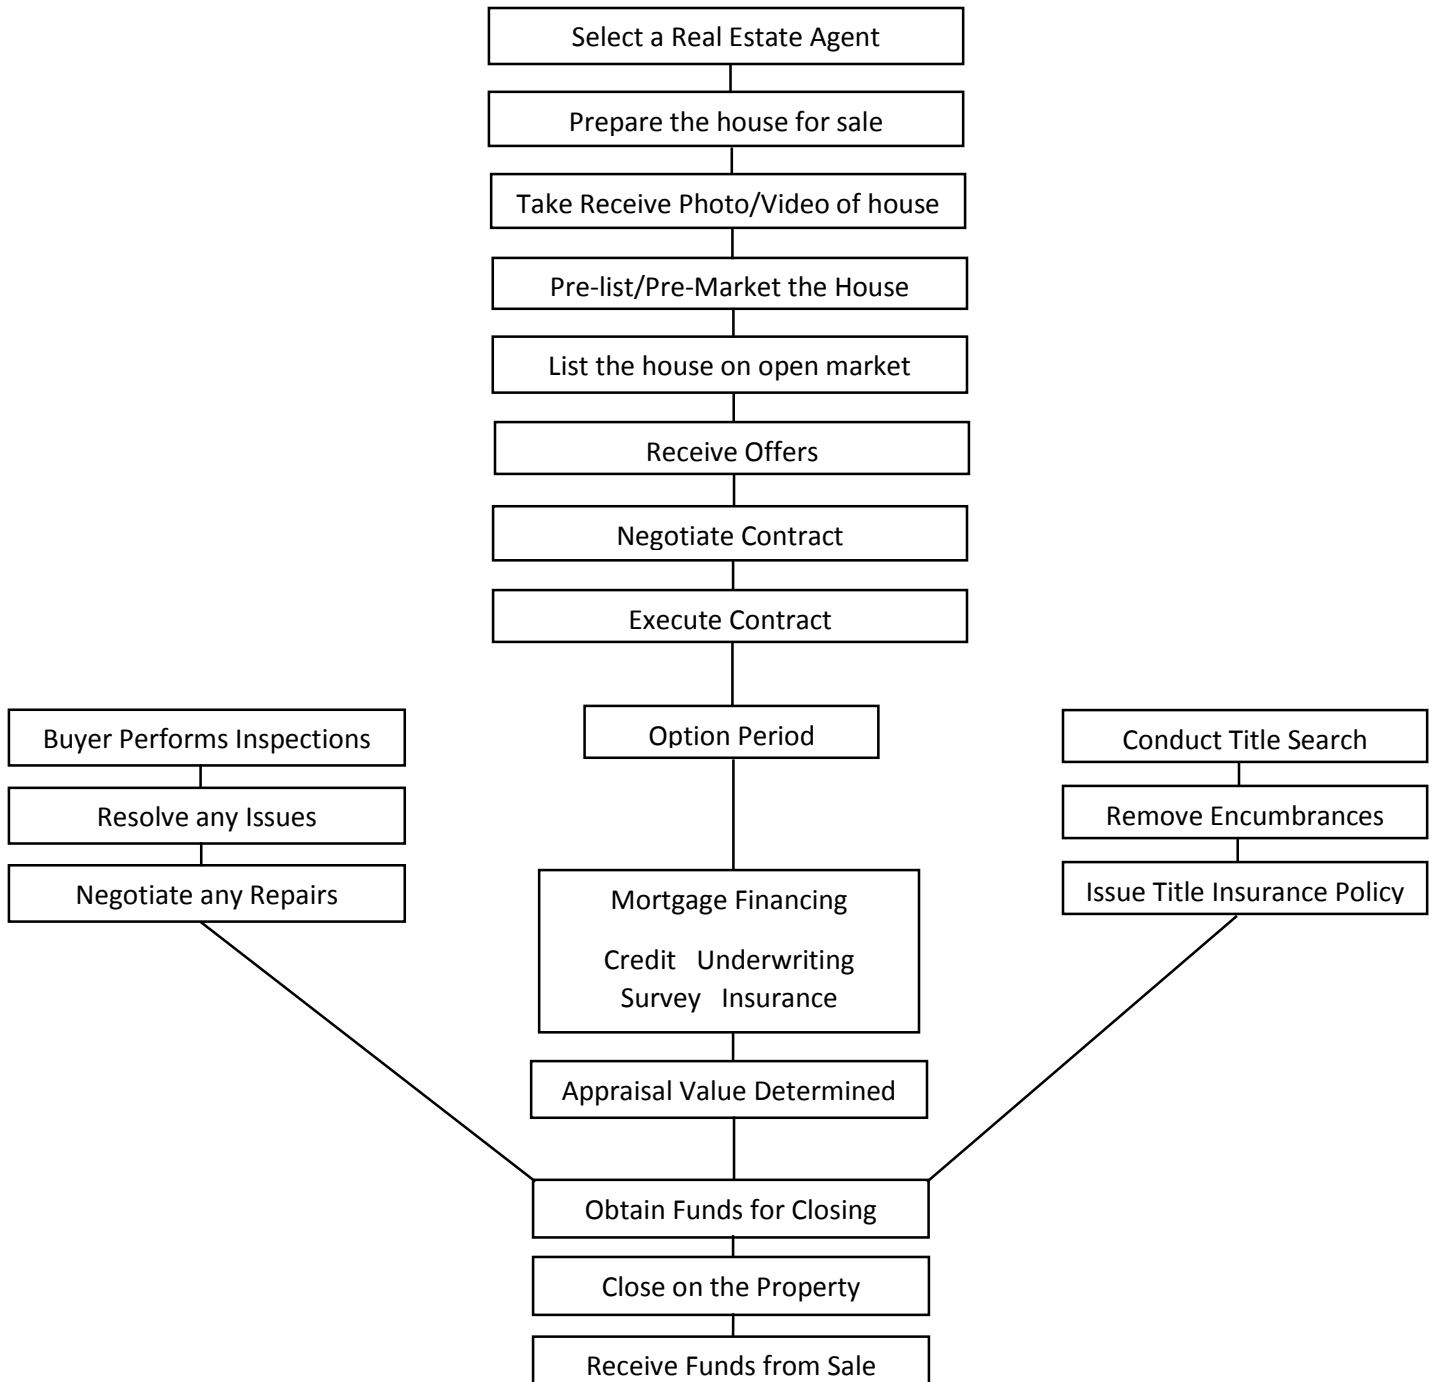 Select a Real Estate Agent
Prepare the house for sale
Take Receive Photo/Video of house
Pre-list/Pre-Market the House
List the house on open market
Receive Offers
Negotiate Contract
Execute Contract
Buyer Performs Inspections
Resolve any Issues
Negotiate any Repairs
Option Period
Mortgage Financing
Credit Underwriting
Survey Insurance
Appraisal Value Determined
Conduct Title Search
Remove Encumbrances
Issue Title Insurance Policy
Obtain Funds for Closing
Close on the Property
Receive Funds from Sale